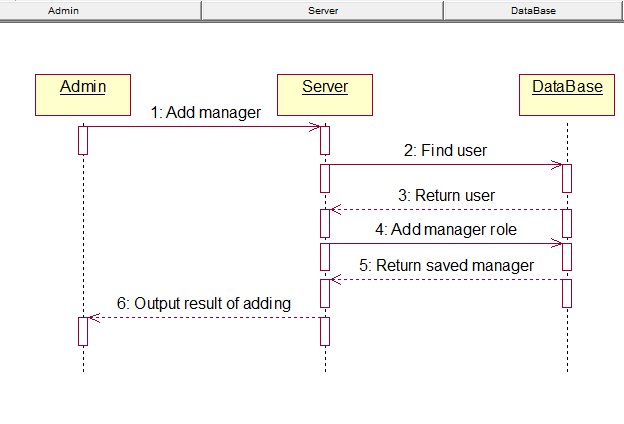 Admin Server DataBase
Admin Server DataBase
1: Add manager
2: Find user
3: Return user
4: Add manager role
5: Return saved manager
6: Output result of adding